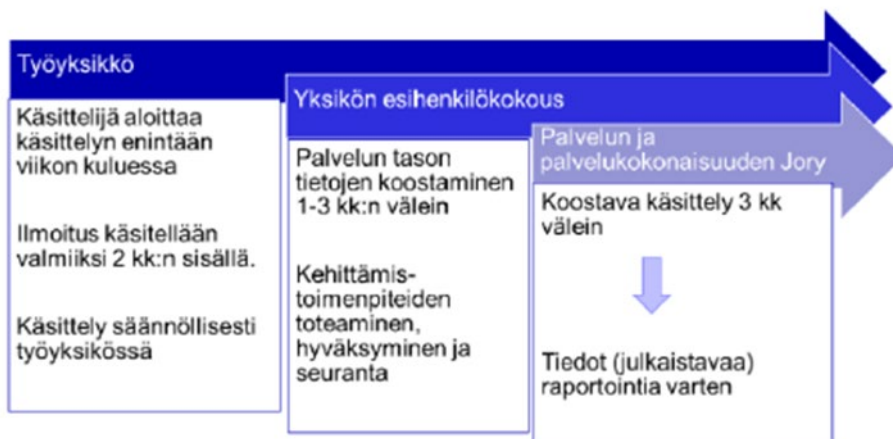 Työyksikkö
Käsittelijä aloittaa
käsittelyn enintään
viikon kuluessa
Ilmoitus käsitellään
valmiiksi 2 kk:n sisällä.
Käsittely säännöllisesti
työyksikössä
Yksikön esihenkilökokous
Palvelun tason
tietojen koostaminen
1-3 kk:n välein
Kehittämis-
toimenpiteiden
toteaminen,
hyväksyminen ja
seuranta
Palvelun ja
palvelukokonaisuuden Jory
Koostava käsittely 3 kk
välein
Tiedot (julkaistavaa)
raportointia varten